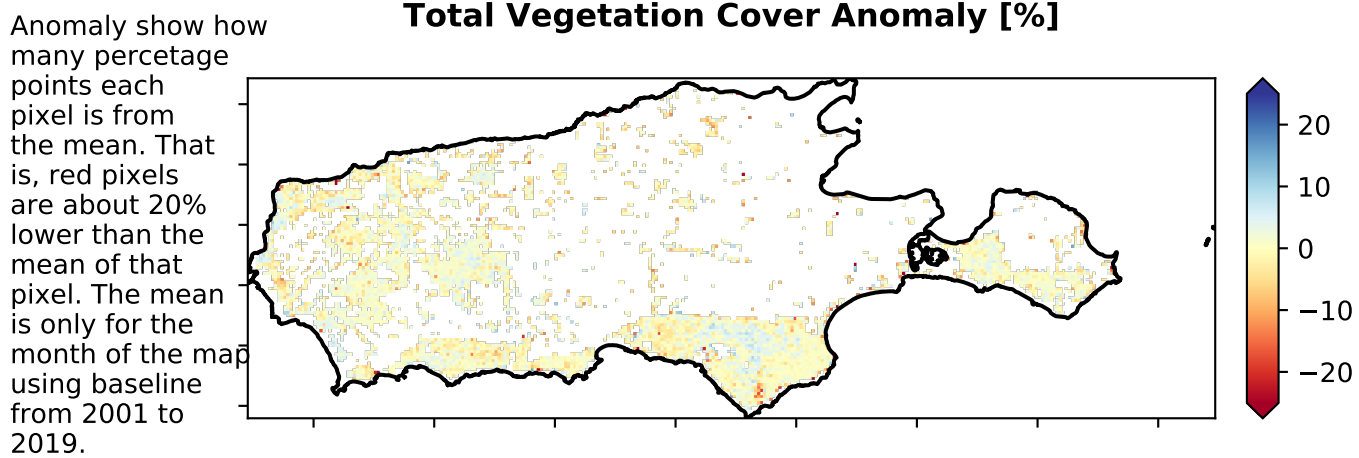 Total Vegetation Cover Anomaly [%]
Anomaly show how
many percetage
points each
pixel is from
the mean. That
is, red pixels
are about 20%
lower than the
mean of that
pixel. The mean
is only for the
month of the map
using baseline
from 2001 to
2019.
20
10
0
−10
−20